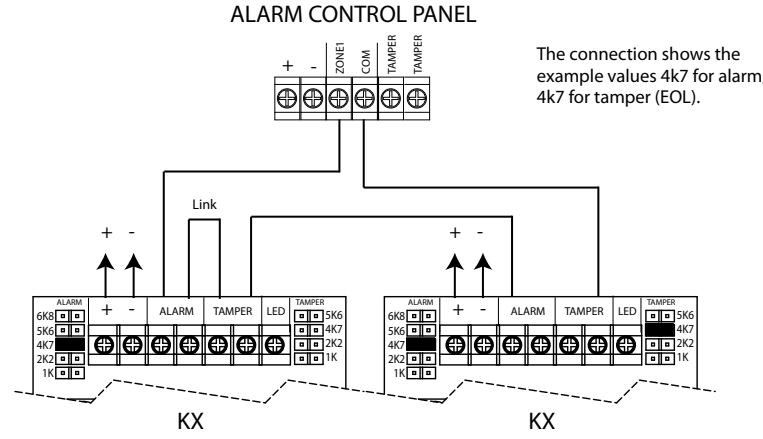 ALARM CONTROL PANEL
The connection shows the
example values 4k7 for alarm,
4k7 for tamper (EOL).
+ - ZONE1 COM TAMPER TAMPER
Link
+ -
+ -
ALARM
6K8
5K6
4K7
2K2
1K
+ - ALARM TAMPER LED
TAMPER
5K6
4K7
2K2
1K
ALARM
6K8
5K6
4K7
2K2
1K
+ - ALARM TAMPER LED
TAMPER
5K6
4K7
2K2
1K
KX
KX